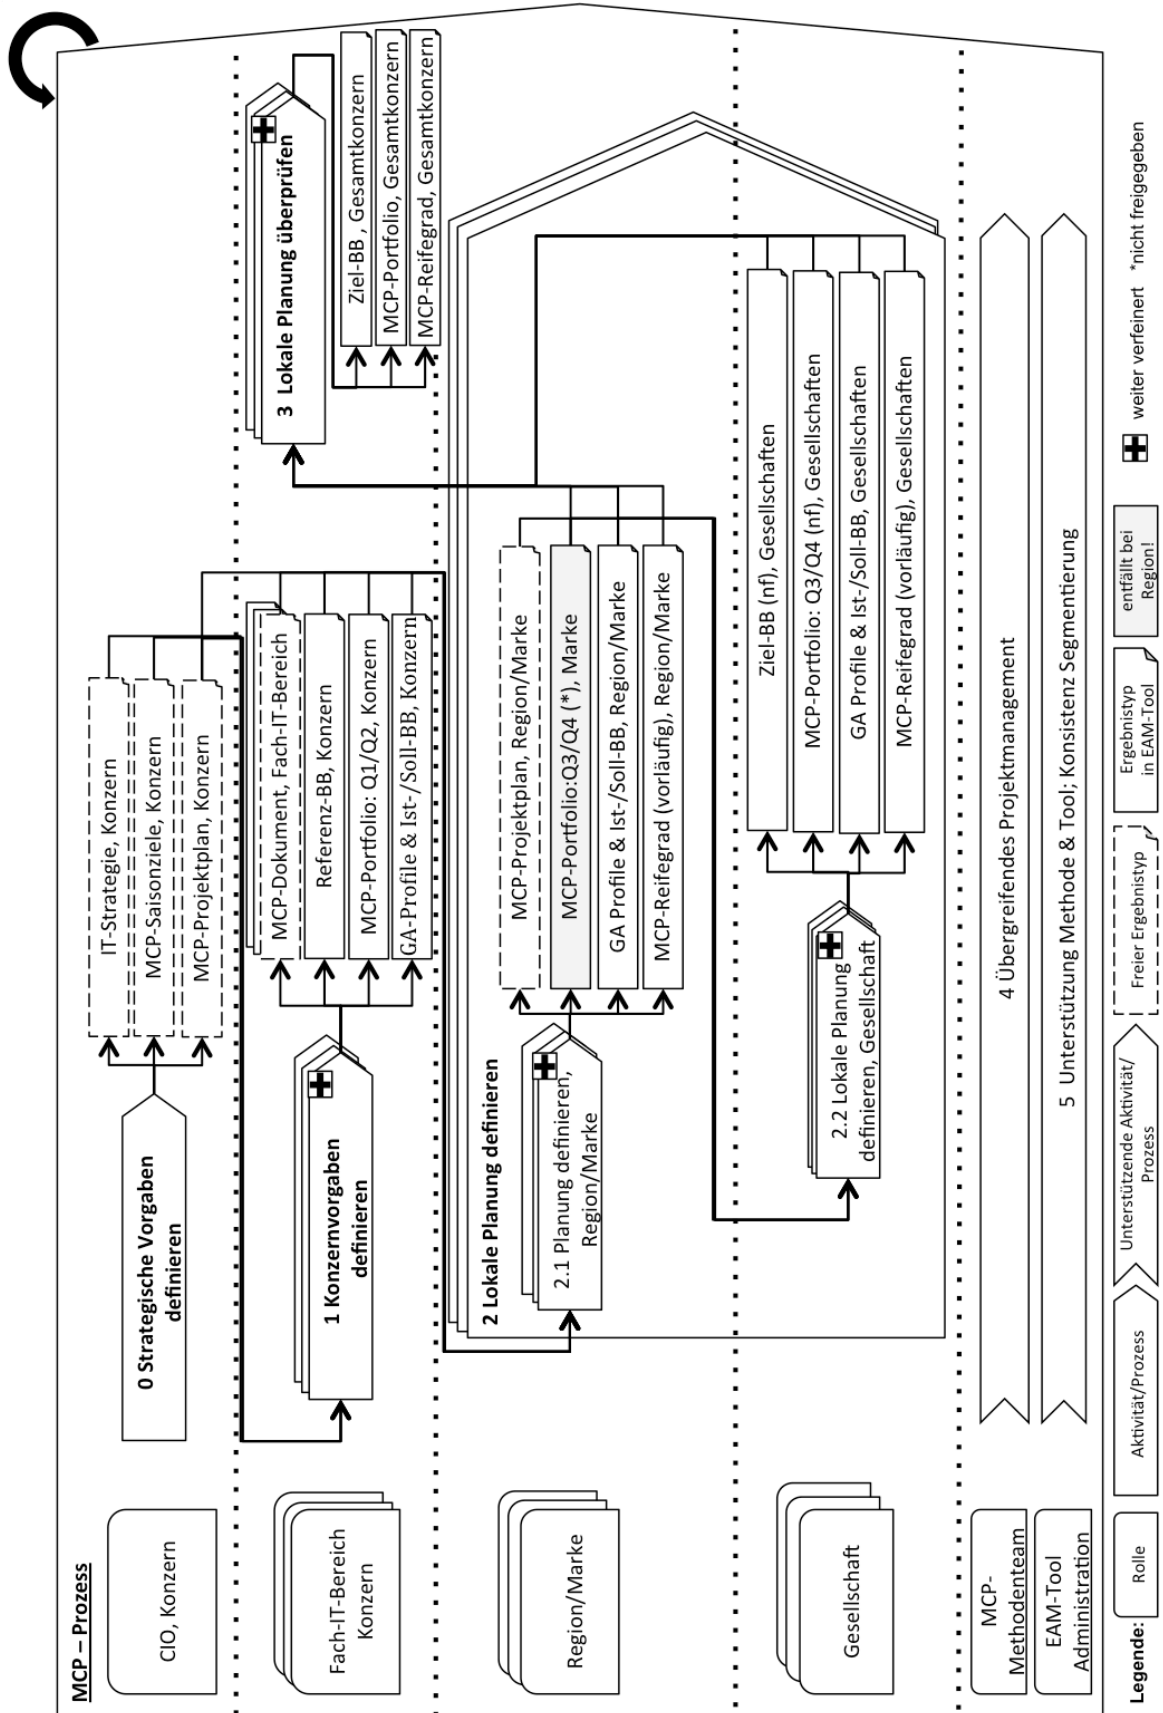 MCP – Prozess
CIO, Konzern
0 Strategische Vorgaben
definieren
IT-Strategie, Konzern
MCP-Saisonziele, Konzern
MCP-Projektplan, Konzern
Fach-IT-Bereich
Konzern
1 Konzernvorgaben
definieren
MCP-Dokument, Fach-IT-Bereich
Referenz-BB, Konzern
MCP-Portfolio: Q1/Q2, Konzern
GA-Profile & Ist-/Soll-BB, Konzern
3 Lokale Planung überprüfen
Ziel-BB , Gesamtkonzern
MCP-Portfolio, Gesamtkonzern
MCP-Reifegrad, Gesamtkonzern
Region/Marke
2 Lokale Planung definieren
2.1 Planung definieren,
Region/Marke
MCP-Projektplan, Region/Marke
MCP-Portfolio:Q3/Q4 (*), Marke
GA Profile & Ist-/Soll-BB, Region/Marke
MCP-Reifegrad (vorläufig), Region/Marke
Gesellschaft
2.2 Lokale Planung
definieren, Gesellschaft
Ziel-BB (nf), Gesellschaften
MCP-Portfolio: Q3/Q4 (nf), Gesellschaften
GA Profile & Ist-/Soll-BB, Gesellschaften
MCP-Reifegrad (vorläufig), Gesellschaften
MCP-
Methodenteam
4 Übergreifendes Projektmanagement
EAM-Tool
Administration
5 Unterstützung Methode & Tool; Konsistenz Segmentierung
Legende:
Rolle
Aktivität/Prozess
Unterstützende Aktivität/
Prozess
Freier Ergebnistyp
Ergebnistyp
in EAM-Tool
entfällt bei
Region!
weiter verfeinert
*nicht freigegeben